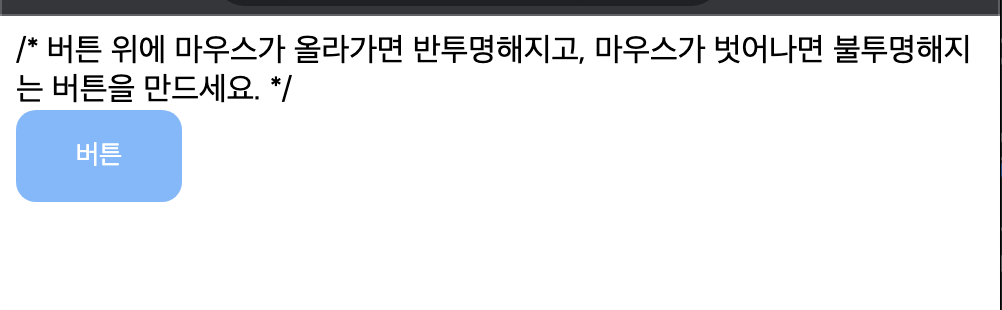 /* 버튼 위에 마우스가 올라가면 반투명해지고, 마우스가 벗어나면 불투명해지
는 버튼을 만드세요. */
버튼